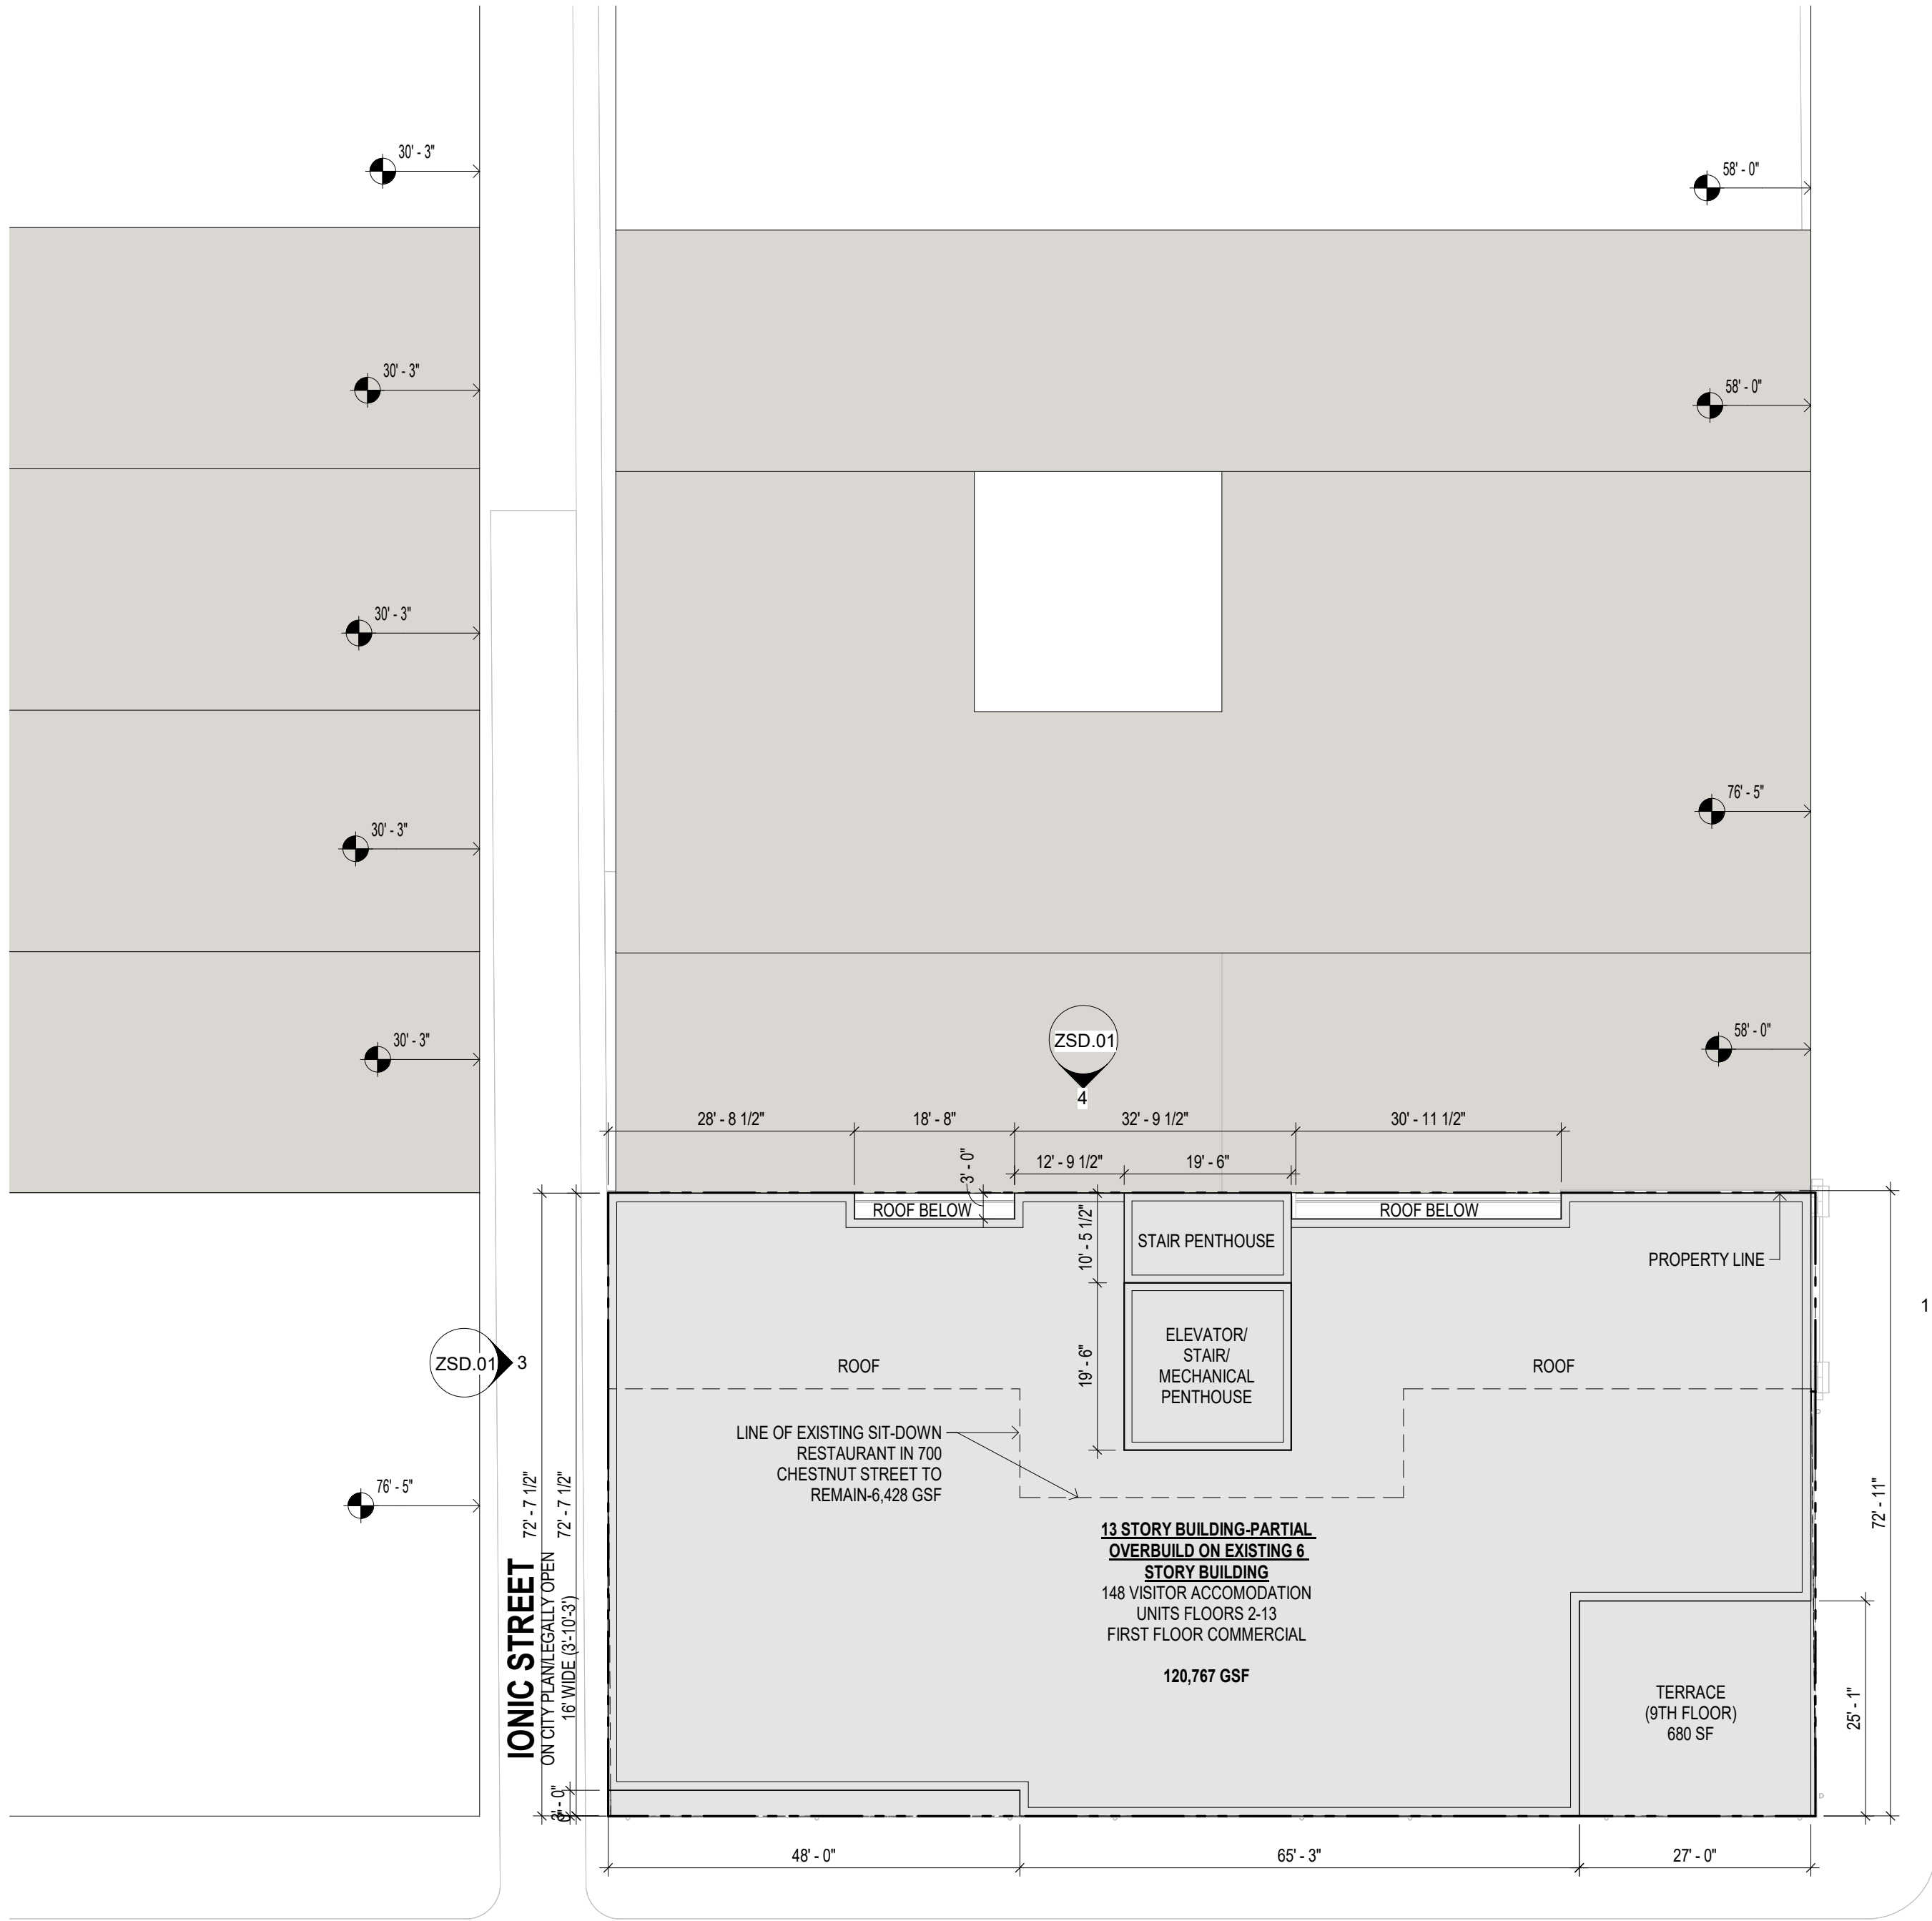 30' - 3"
58' - 0"
30' - 3"
58' - 0"
30' - 3"
76' - 5"
30' - 3"
58' - 0"
30' - 3"
ZSD.01
4
28' - 8 1/2"
18' - 8"
32' - 9 1/2"
30' - 11 1/2"
12' - 9 1/2"
19' - 6"
3' - 0"
ROOF BELOW
ROOF BELOW
10' - 5 1/2"
STAIR PENTHOUSE
PROPERTY LINE
1
ELEVATOR/
STAIR/
MECHANICAL
PENTHOUSE
19' - 6"
ZSD.01
3
ROOF
ROOF
LINE OF EXISTING SIT-DOWN
RESTAURANT IN 700
CHESTNUT STREET TO
REMAIN-6,428 GSF
76' - 5"
72' - 7 1/2"
72' - 7 1/2"
72' - 11"
IONIC STREET
ON CITY PLAN/LEGALLY OPEN
16' WIDE (3'-10'-3')
13 STORY BUILDING-PARTIAL
OVERBUILD ON EXISTING 6
STORY BUILDING
148 VISITOR ACCOMODATION
UNITS FLOORS 2-13
FIRST FLOOR COMMERCIAL
120,767 GSF
TERRACE
(9TH FLOOR)
680 SF
25' - 1"
48' - 0"
65' - 3"
27' - 0"